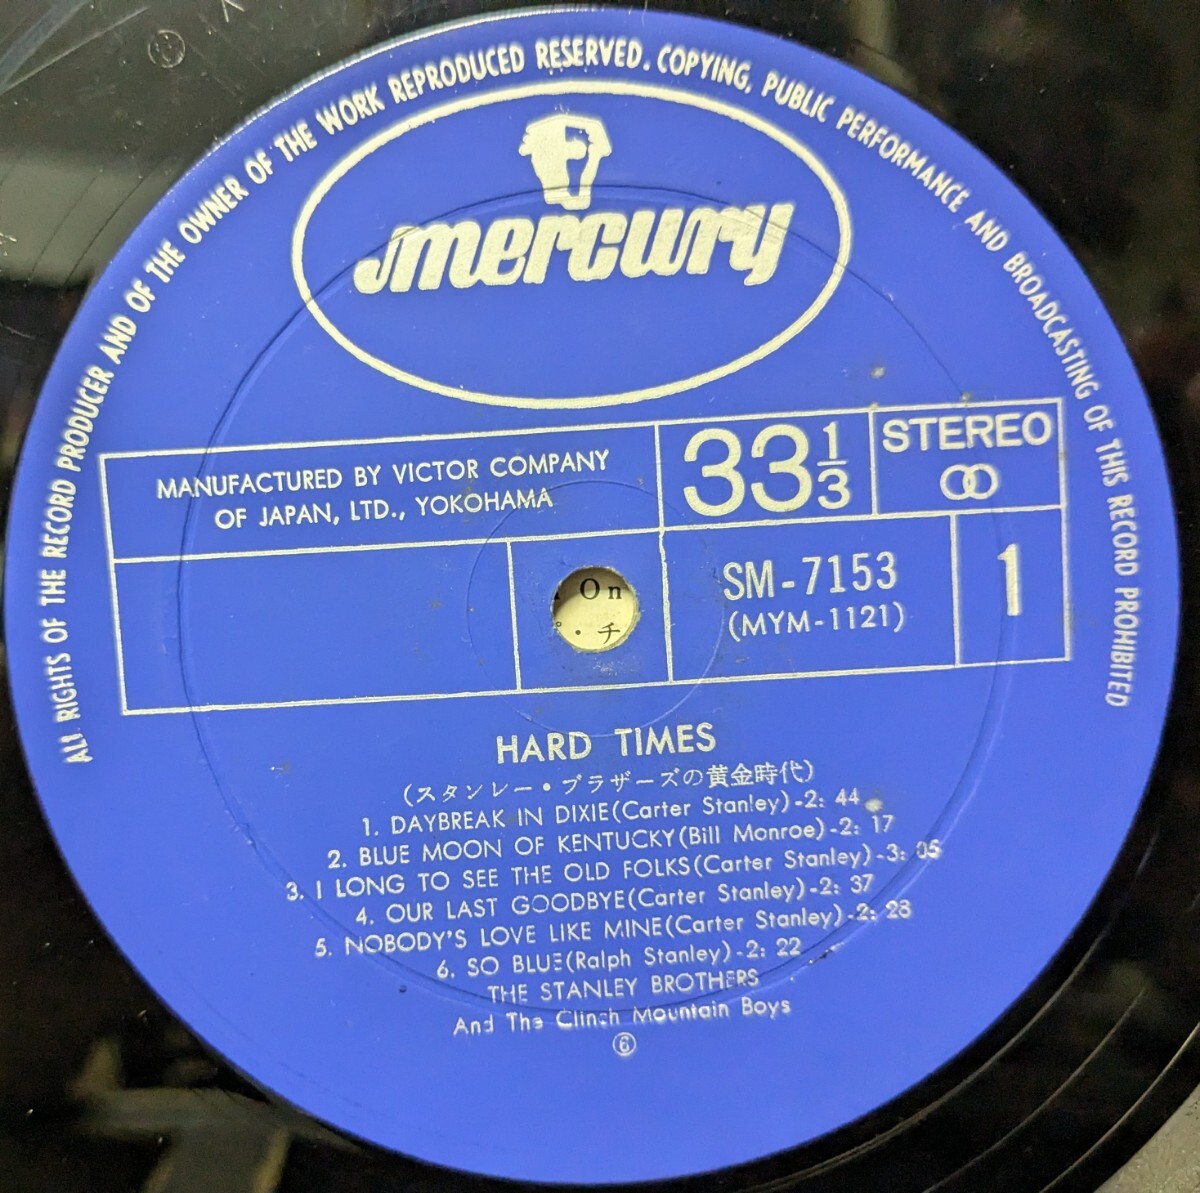 ALL RIGHTS OF THE RECORD PRODUCER AND OF THE OWNER OF THE WORK REPRODUCED RESERVED. COPYING, PUBLIC PERFORMANCE AND BROADCASTING OF THIS RECORD PROHIBITED
mercury
MANUFACTURED BY VICTOR COMPANY
OF JAPAN, LTD., YOKOHAMA
33 1/3
STEREO
SM-7153
(MYM-1121)
1
On
・チ
HARD TIMES
(スタンレー・ブラザーズの黄金時代)
1. DAYBREAK IN DIXIE(Carter Stanley)-2: 44
2. BLUE MOON OF KENTUCKY(Bill Monroe)-2: 17
3. I LONG TO SEE THE OLD FOLKS(Carter Stanley)-3: 05
4. OUR LAST GOODBYE(Carter Stanley)-2: 37
5. NOBODY'S LOVE LIKE MINE(Carter Stanley)-2: 28
6. SO BLUE(Ralph Stanley)-2: 22
THE STANLEY BROTHERS
And The Clinch Mountain Boys
⑥